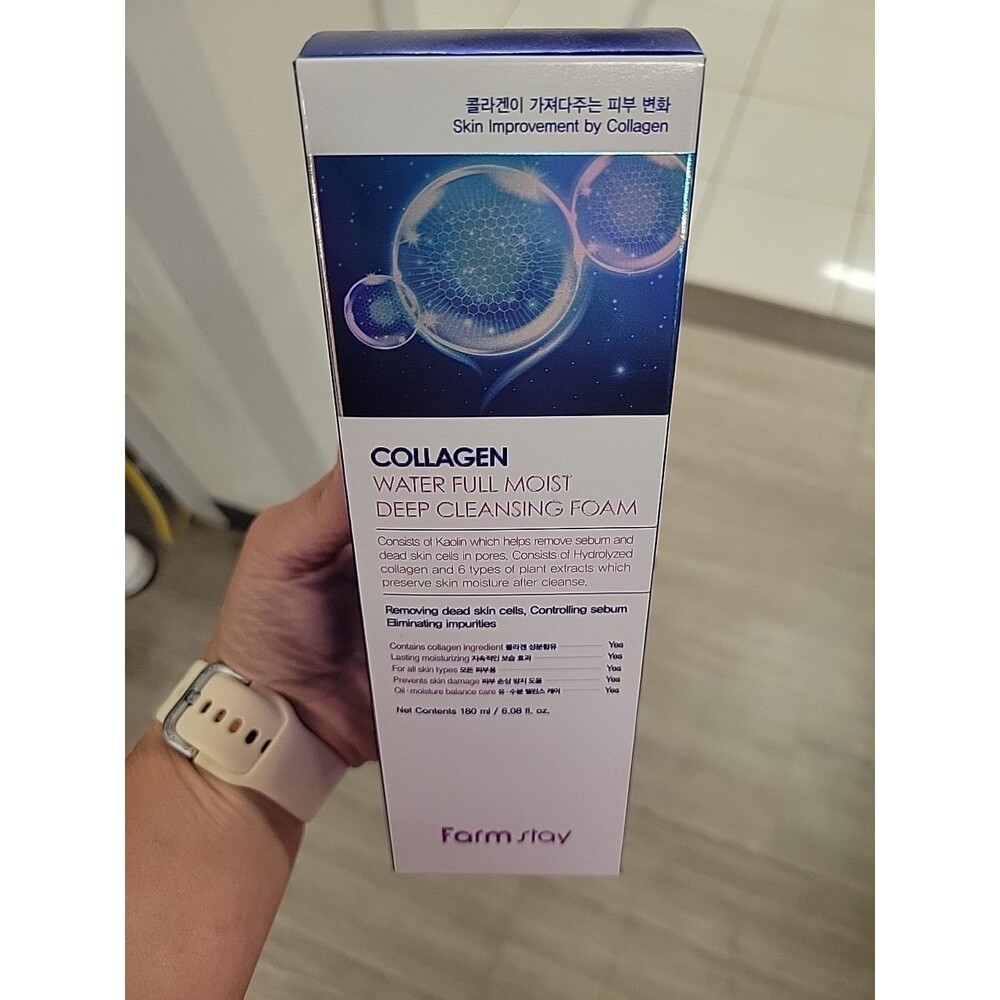 콜라겐이 가져다주는 피부 변화
Skin Improvement by Collagen
COLLAGEN
WATER FULL MOIST
DEEP CLEANSING FOAM
Consists of Kaolin which helps remove sebum and
dead skin cells in pores. Consists of Hydrolyzed
collagen and 6 types of plant extracts which
preserve skin moisture after cleanse.
Removing dead skin cells, Controlling sebum
Eliminating impurities
Contains collagen ingredient 콜라겐 성분함유 Yes
Lasting moisturizing 지속적인 보습 효과 Yes
For all skin types 모든 피부용 Yes
Prevents skin damage 피부 손상 방지 도움 Yes
Oil·moisture balance care 유·수분 밸런스 케어 Yes
Net Contents 180 ml / 6.08 fl. oz.
Farm stay